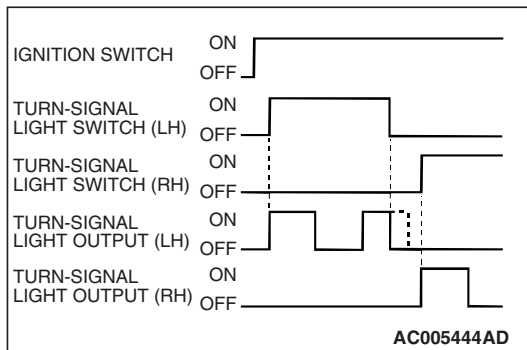 IGNITION SWITCH
ON
OFF
TURN-SIGNAL
LIGHT SWITCH (LH)
ON
OFF
TURN-SIGNAL
LIGHT SWITCH (RH)
ON
OFF
TURN-SIGNAL
LIGHT OUTPUT (LH)
ON
OFF
TURN-SIGNAL
LIGHT OUTPUT (RH)
ON
OFF
AC005444AD